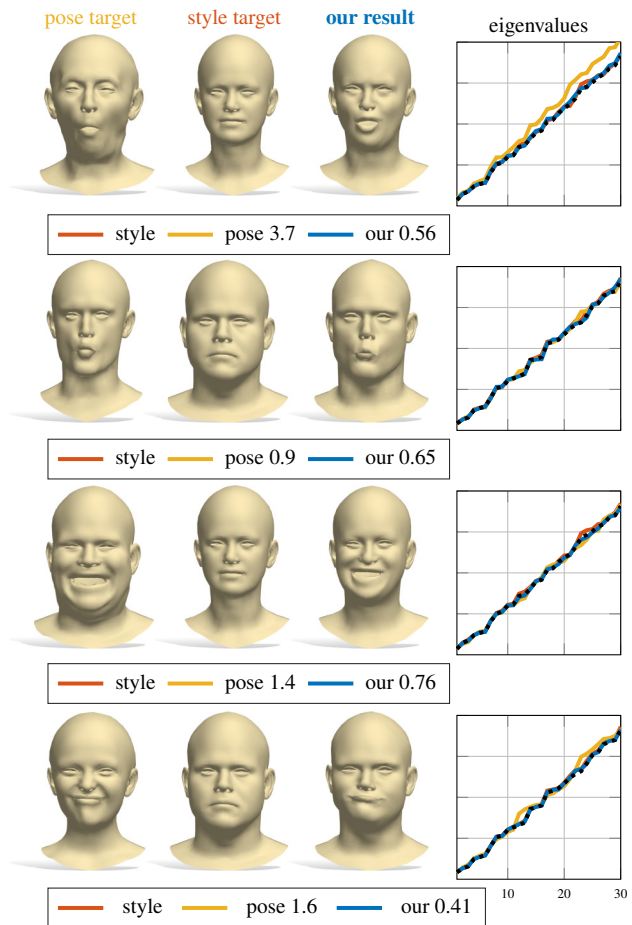 pose target style target our result eigenvalues
style pose 3.7 our 0.56
style pose 0.9 our 0.65
style pose 1.4 our 0.76
10 20 30
style pose 1.6 our 0.41